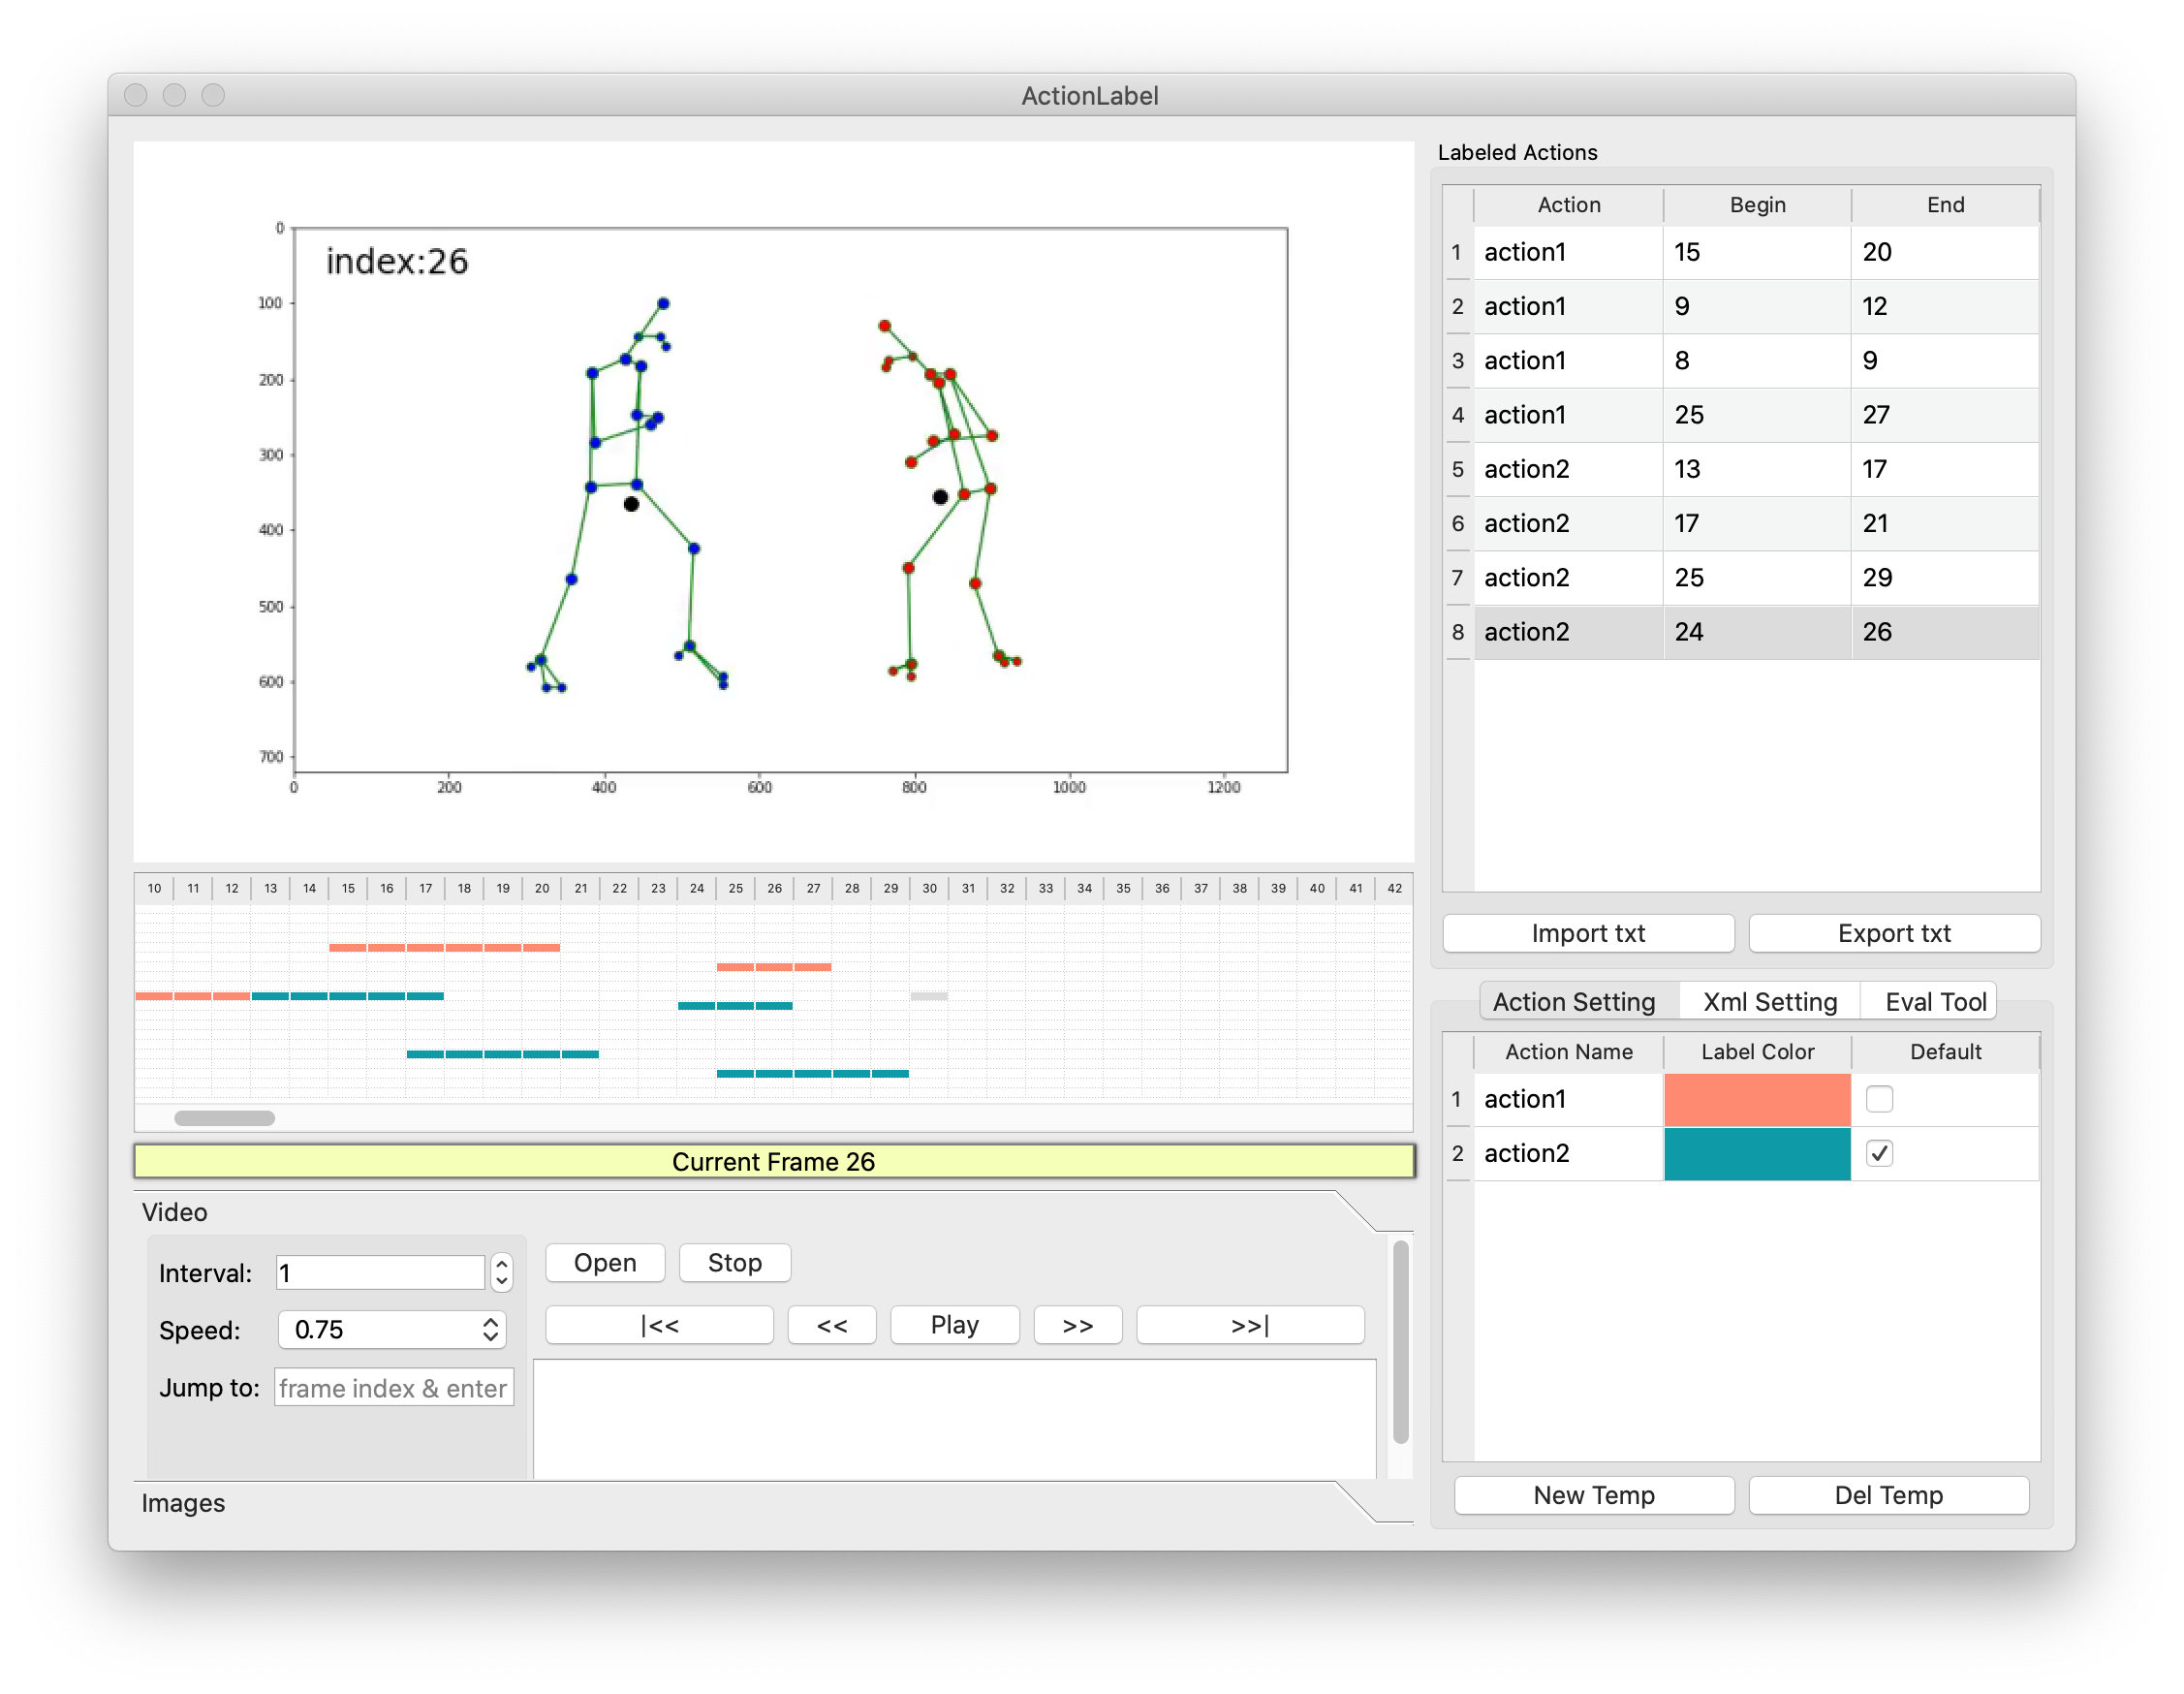 ActionLabel
index:26
0
100
200
300
400
500
600
700
0 200 400 600 800 1000 1200
10 11 12 13 14 15 16 17 18 19 20 21 22 23 24 25 26 27 28 29 30 31 32 33 34 35 36 37 38 39 40 41 42
Current Frame 26
Video
Interval: 1
Speed: 0.75
Jump to: frame index & enter
Open Stop
|<< << Play >> >>|
Images
Labeled Actions
Action Begin End
1 action1 15 20
2 action1 9 12
3 action1 8 9
4 action1 25 27
5 action2 13 17
6 action2 17 21
7 action2 25 29
8 action2 24 26
Import txt Export txt
Action Setting Xml Setting Eval Tool
Action Name Label Color Default
1 action1
2 action2
New Temp Del Temp